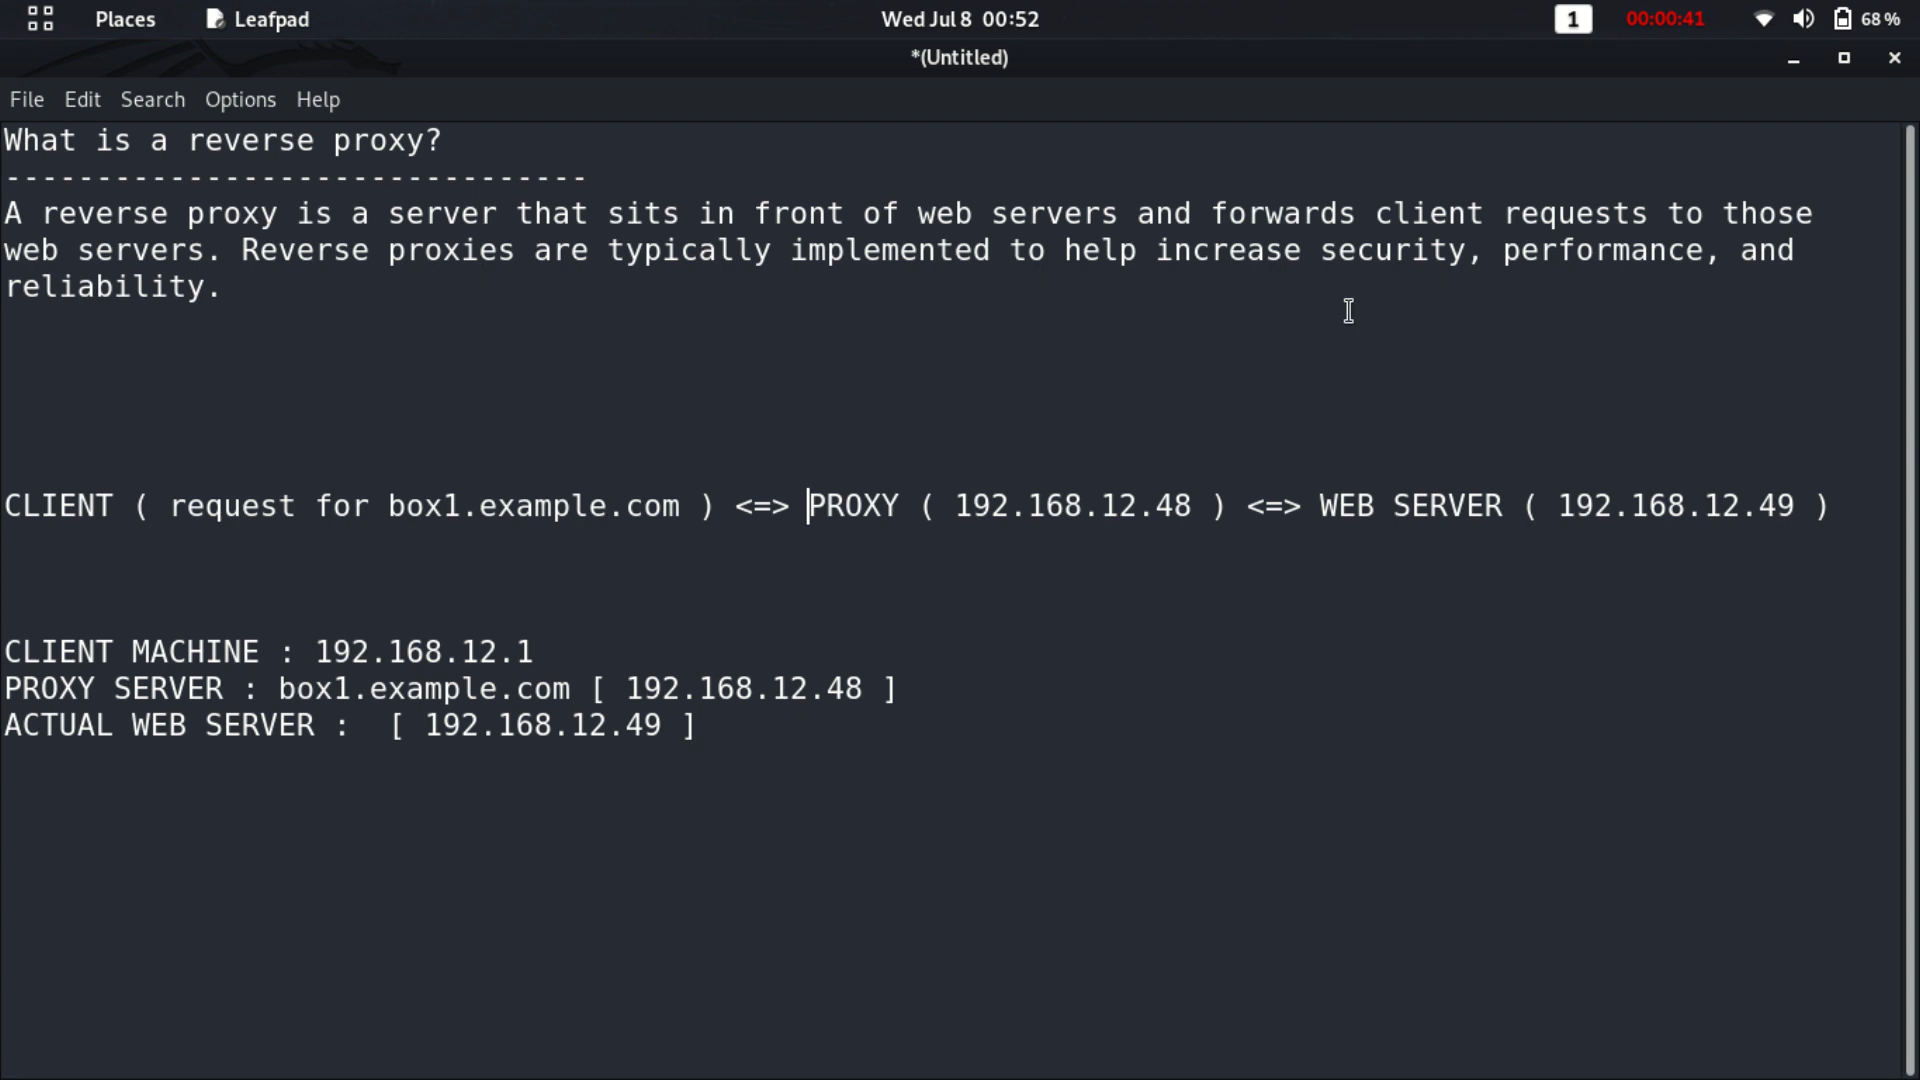 Places Leafpad Wed Jul 8 00:52 1 00:00:41 68 %
*(Untitled)
File Edit Search Options Help
What is a reverse proxy?
--------------------------------
A reverse proxy is a server that sits in front of web servers and forwards client requests to those
web servers. Reverse proxies are typically implemented to help increase security, performance, and
reliability.
CLIENT ( request for box1.example.com ) <=> PROXY ( 192.168.12.48 ) <=> WEB SERVER ( 192.168.12.49 )
CLIENT MACHINE : 192.168.12.1
PROXY SERVER : box1.example.com [ 192.168.12.48 ]
ACTUAL WEB SERVER :  [ 192.168.12.49 ]